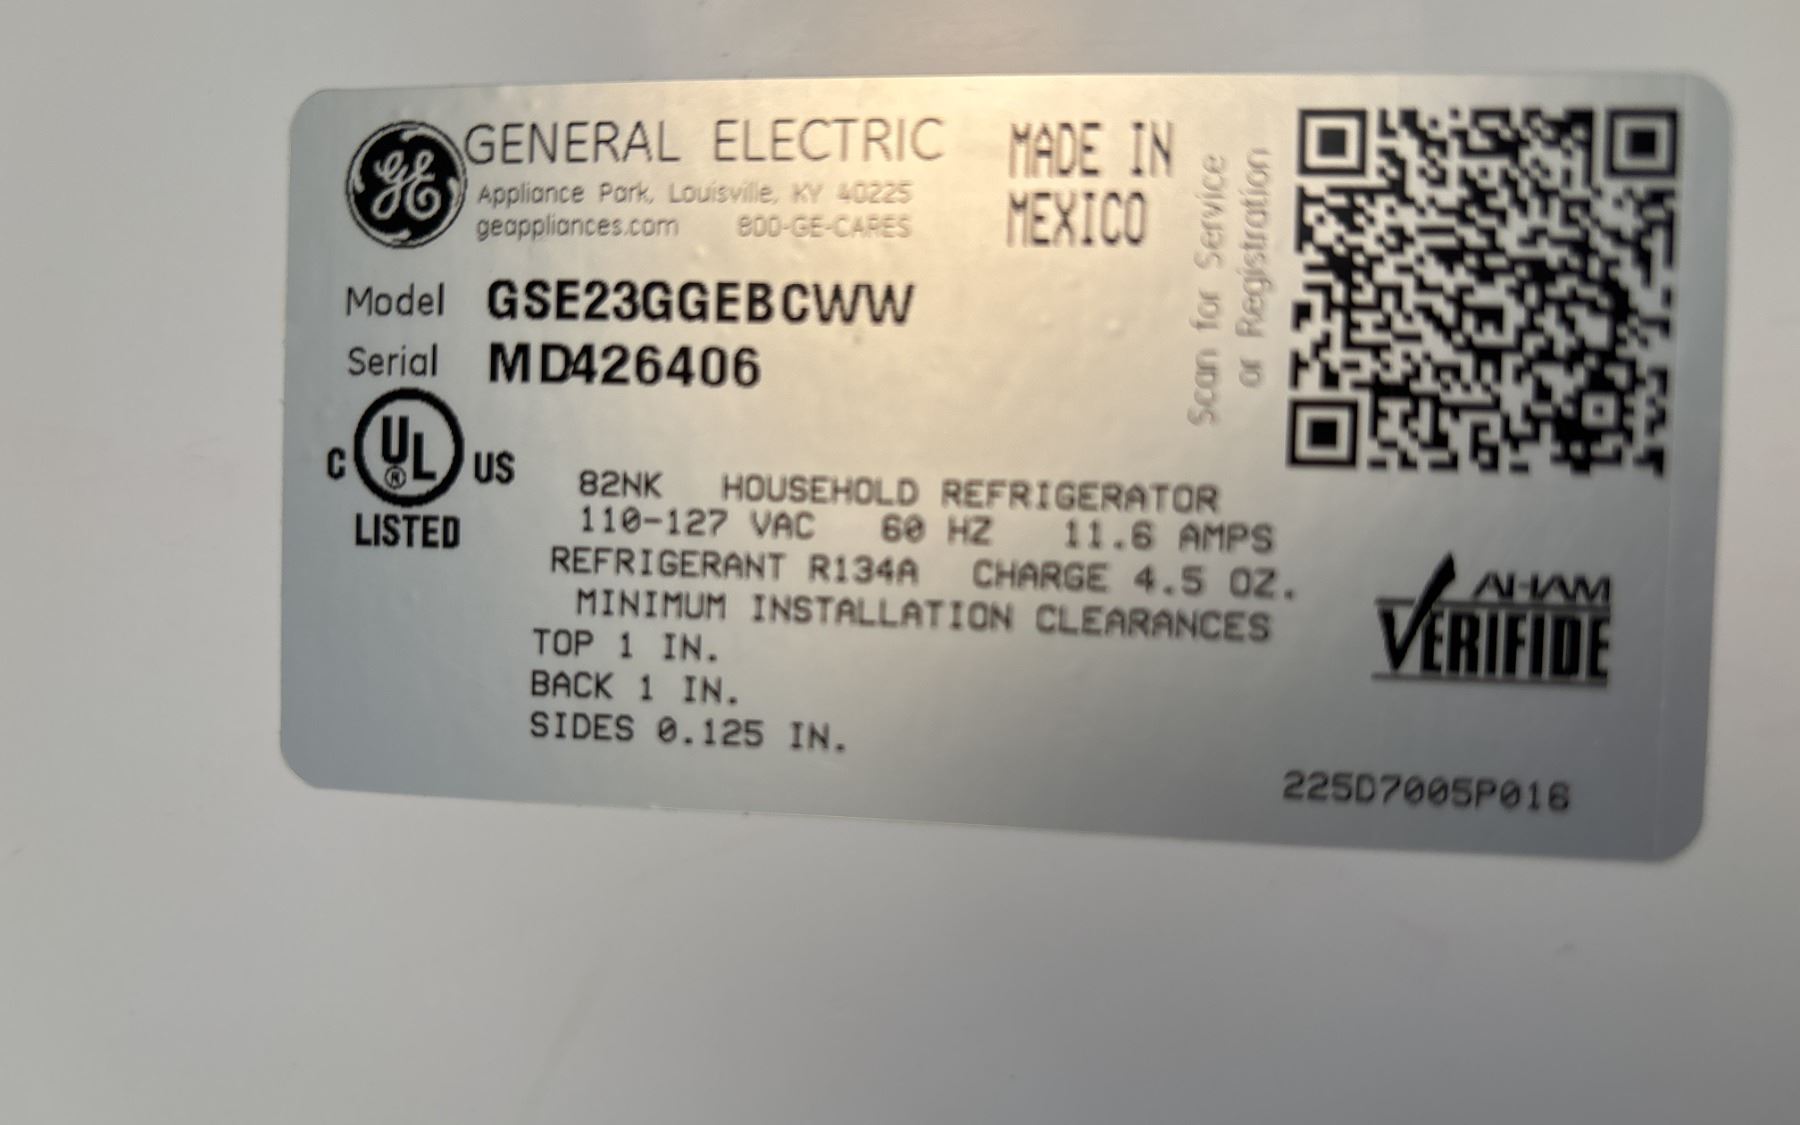 GE GENERAL ELECTRIC
Appliance Park, Louisville, KY 40225
geappliances.com 800-GE-CARES
MADE IN
MEXICO
Scan for Service
or Registration
Model GSE23GGEBCWW
Serial MD426406
C UL® US
LISTED
82NK HOUSEHOLD REFRIGERATOR
110-127 VAC 60 HZ 11.6 AMPS
REFRIGERANT R134A CHARGE 4.5 OZ.
MINIMUM INSTALLATION CLEARANCES
TOP 1 IN.
BACK 1 IN.
SIDES 0.125 IN.
AHAM
VERIFIDE
225D7005P016